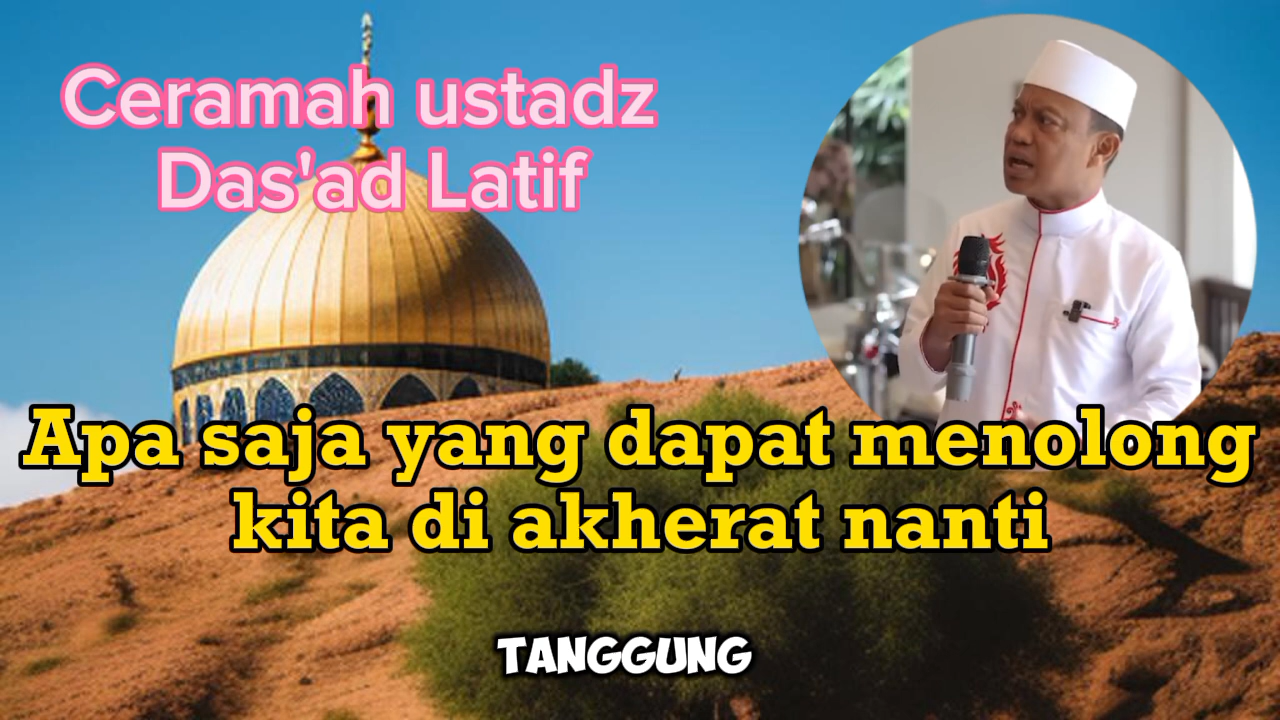 Ceramah ustadz
Das'ad Latif
Apa saja yang dapat menolong
kita di akherat nanti
TANGGUNG